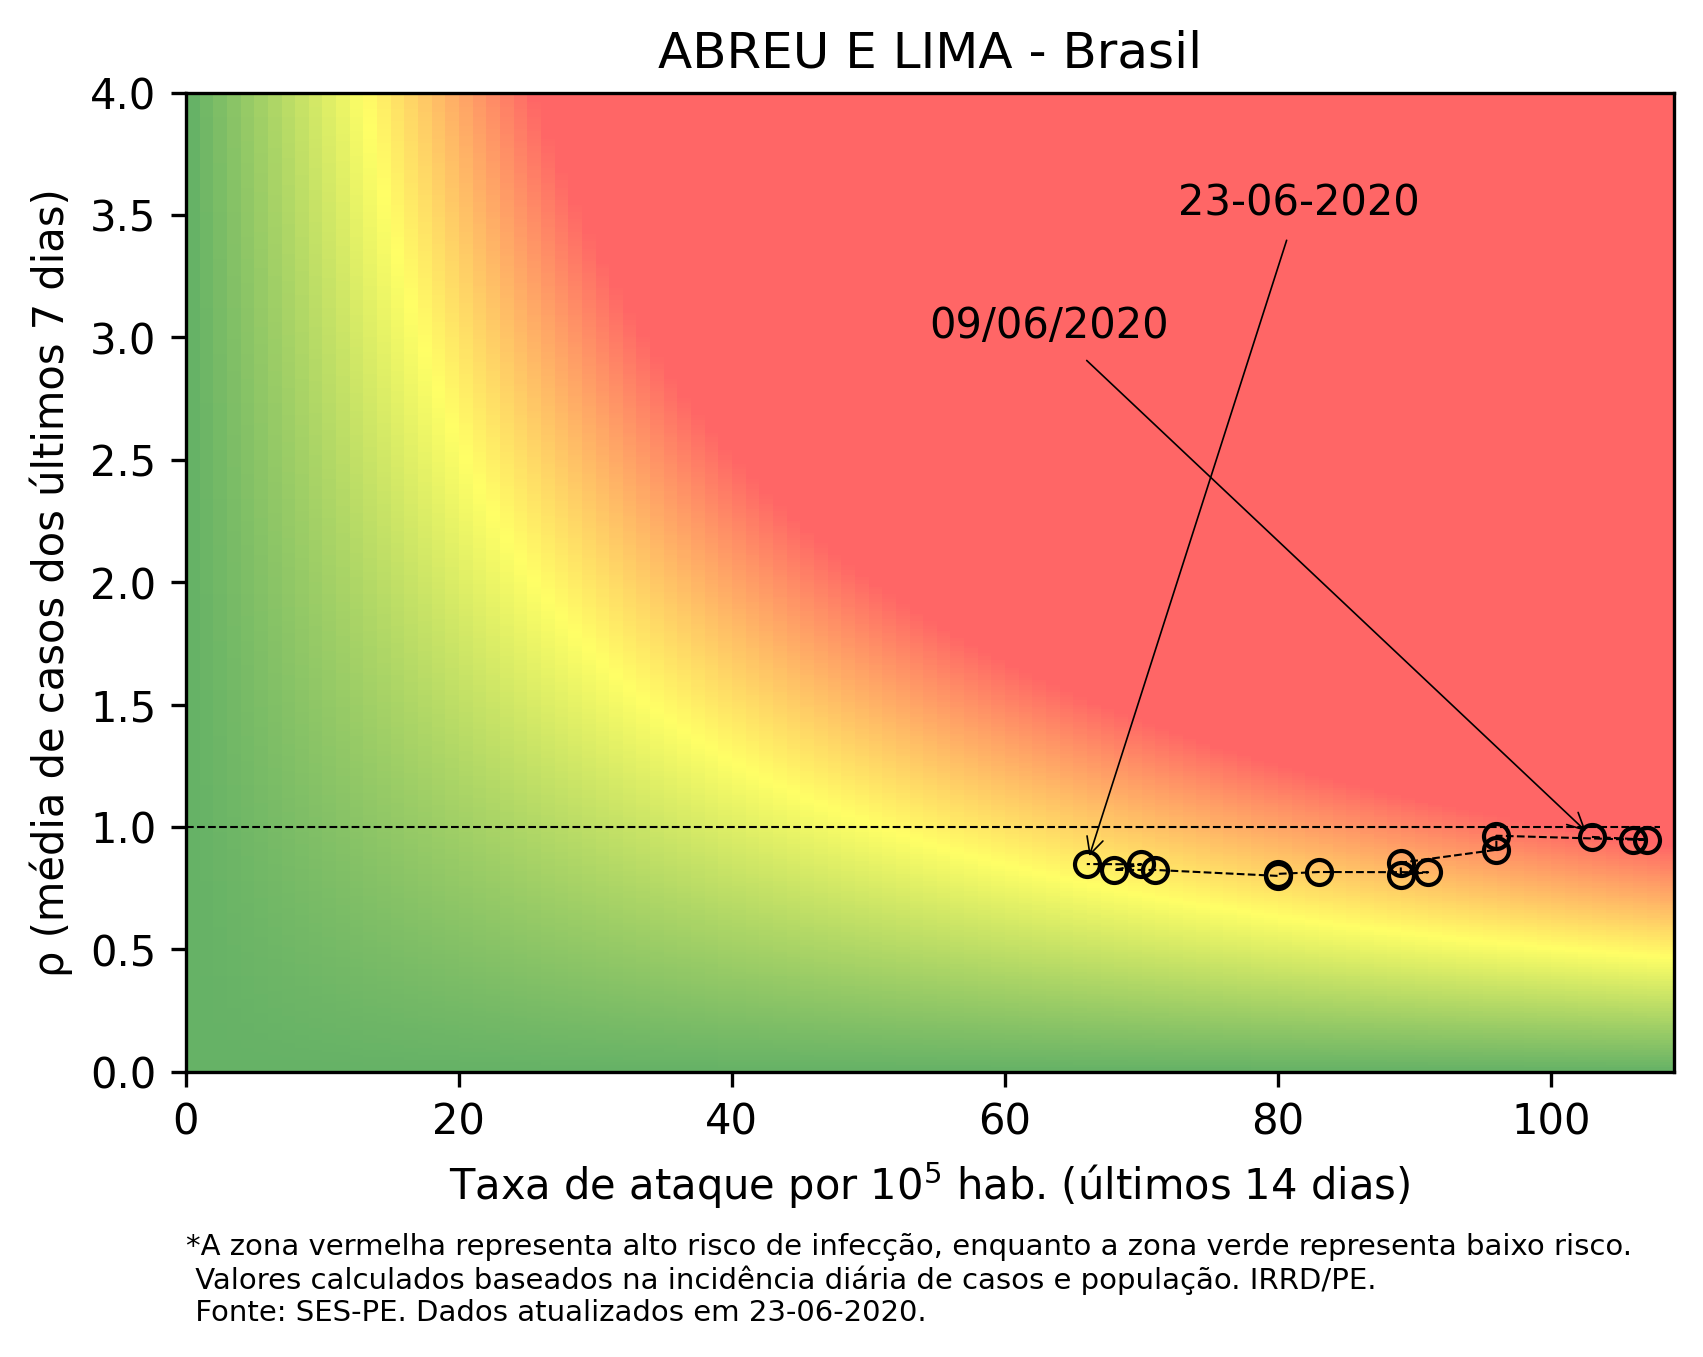 ABREU E LIMA - Brasil
4.0
3.5
3.0
2.5
2.0
1.5
1.0
0.5
0.0
ρ (média de casos dos últimos 7 dias)
23-06-2020
09/06/2020
0 20 40 60 80 100
Taxa de ataque por 10⁵ hab. (últimos 14 dias)
*A zona vermelha representa alto risco de infecção, enquanto a zona verde representa baixo risco.
Valores calculados baseados na incidência diária de casos e população. IRRD/PE.
Fonte: SES-PE. Dados atualizados em 23-06-2020.